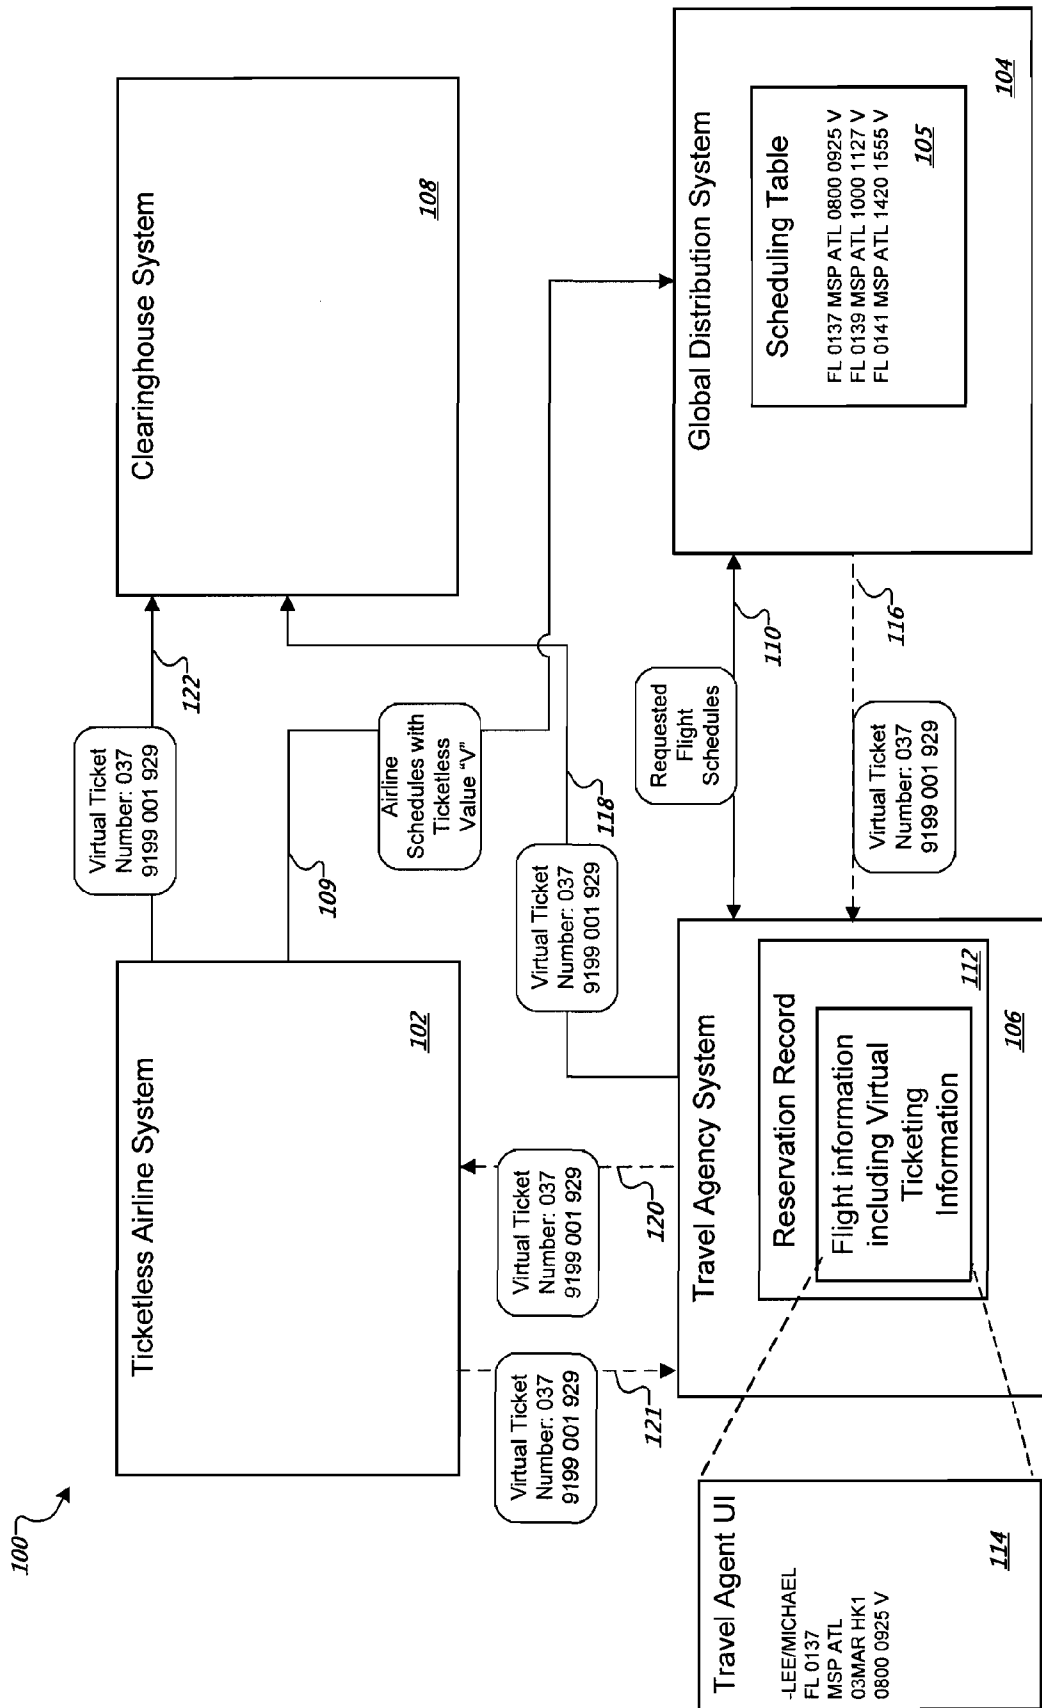 100
Ticketless Airline System
102
Virtual Ticket
Number: 037
9199 001 929
122
Clearinghouse System
108
109
Airline
Schedules with
Ticketless
Value "V"
Virtual Ticket
Number: 037
9199 001 929
121
Virtual Ticket
Number: 037
9199 001 929
120
Virtual Ticket
Number: 037
9199 001 929
118
Travel Agent UI
-LEE/MICHAEL
FL 0137
MSP ATL
03MAR HK1
0800 0925 V
114
Travel Agency System
Reservation Record
Flight information
including Virtual
Ticketing
Information
112
106
Requested
Flight
Schedules
110
Virtual Ticket
Number: 037
9199 001 929
116
Global Distribution System
Scheduling Table
FL 0137 MSP ATL 0800 0925 V
FL 0139 MSP ATL 1000 1127 V
FL 0141 MSP ATL 1420 1555 V
105
104